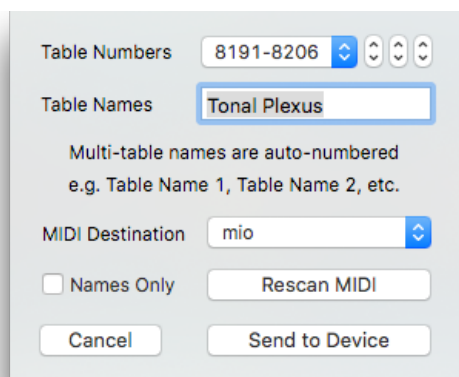 Table Numbers 8191-8206
Table Names Tonal Plexus
Multi-table names are auto-numbered
e.g. Table Name 1, Table Name 2, etc.
MIDI Destination mio
Names Only Rescan MIDI
Cancel Send to Device